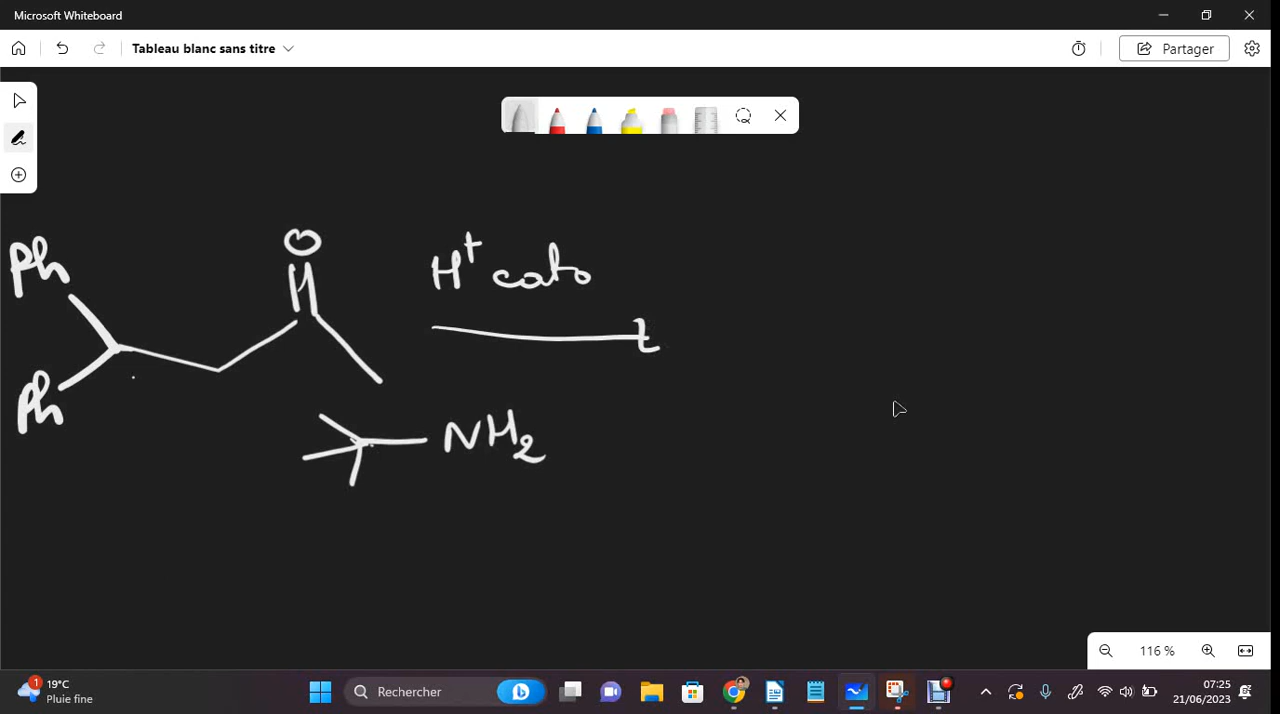 Microsoft Whiteboard
Tableau blanc sans titre
Partager
Ph
O
H+ cata
Ph
NH2
116 %
1
19°C
Pluie fine
Rechercher
07:25
21/06/2023